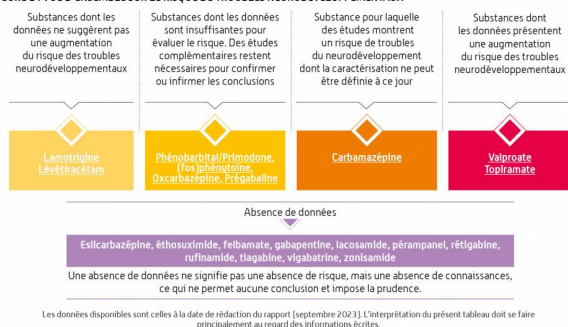 Substances dont les
données ne suggèrent pas
une augmentation
du risque des troubles
neurodéveloppementaux
Substances dont les données
sont insuffisantes pour
évaluer le risque. Des études
complémentaires restent
nécessaires pour confirmer
ou infirmer les conclusions
Substance pour laquelle
des études montrent
un risque de troubles
du neurodéveloppement
dont la caractérisation ne peut
être définie à ce jour
Substances dont
les données présentent
une augmentation
du risque des troubles
neurodéveloppementaux
Lamotrigine
Lévétiracétam
Phénobarbital/Primodone,
(fos)phénytoïne,
Oxcarbazépine, Prégabaline
Carbamazépine
Valproate
Topiramate
Absence de données
Eslicarbazépine, éthosuximide, felbamate, gabapentine, lacosamide, pérampanel, rétigabine,
rufinamide, tiagabine, vigabatrine, zonisamide
Une absence de données ne signifie pas une absence de risque, mais une absence de connaissances,
ce qui ne permet aucune conclusion et impose la prudence.
Les données disponibles sont celles à la date de rédaction du rapport (septembre 2023). L'interprétation du présent tableau doit se faire
principalement au regard des informations écrites.